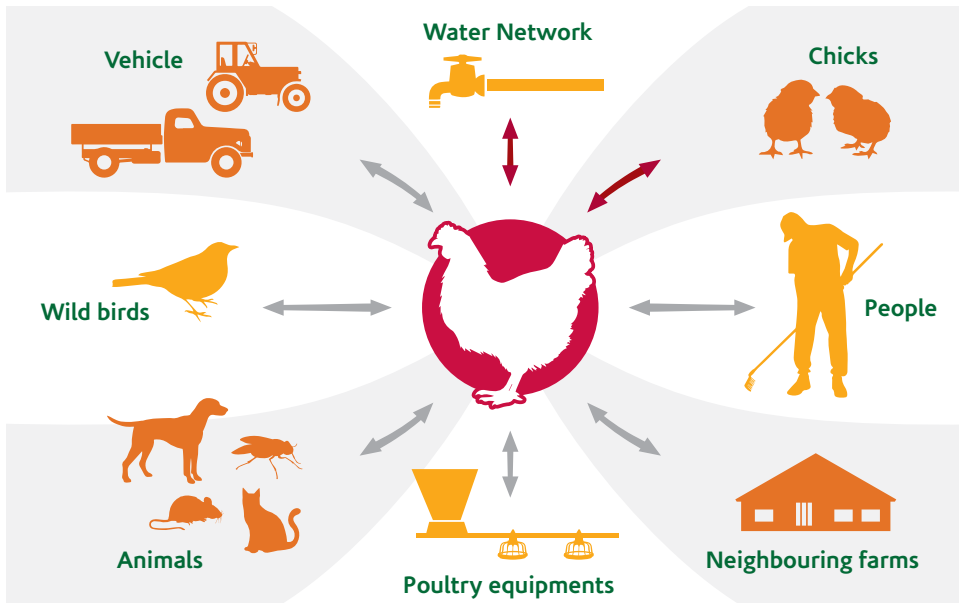 Vehicle
Water Network
Chicks
Wild birds
People
Animals
Poultry equipments
Neighbouring farms